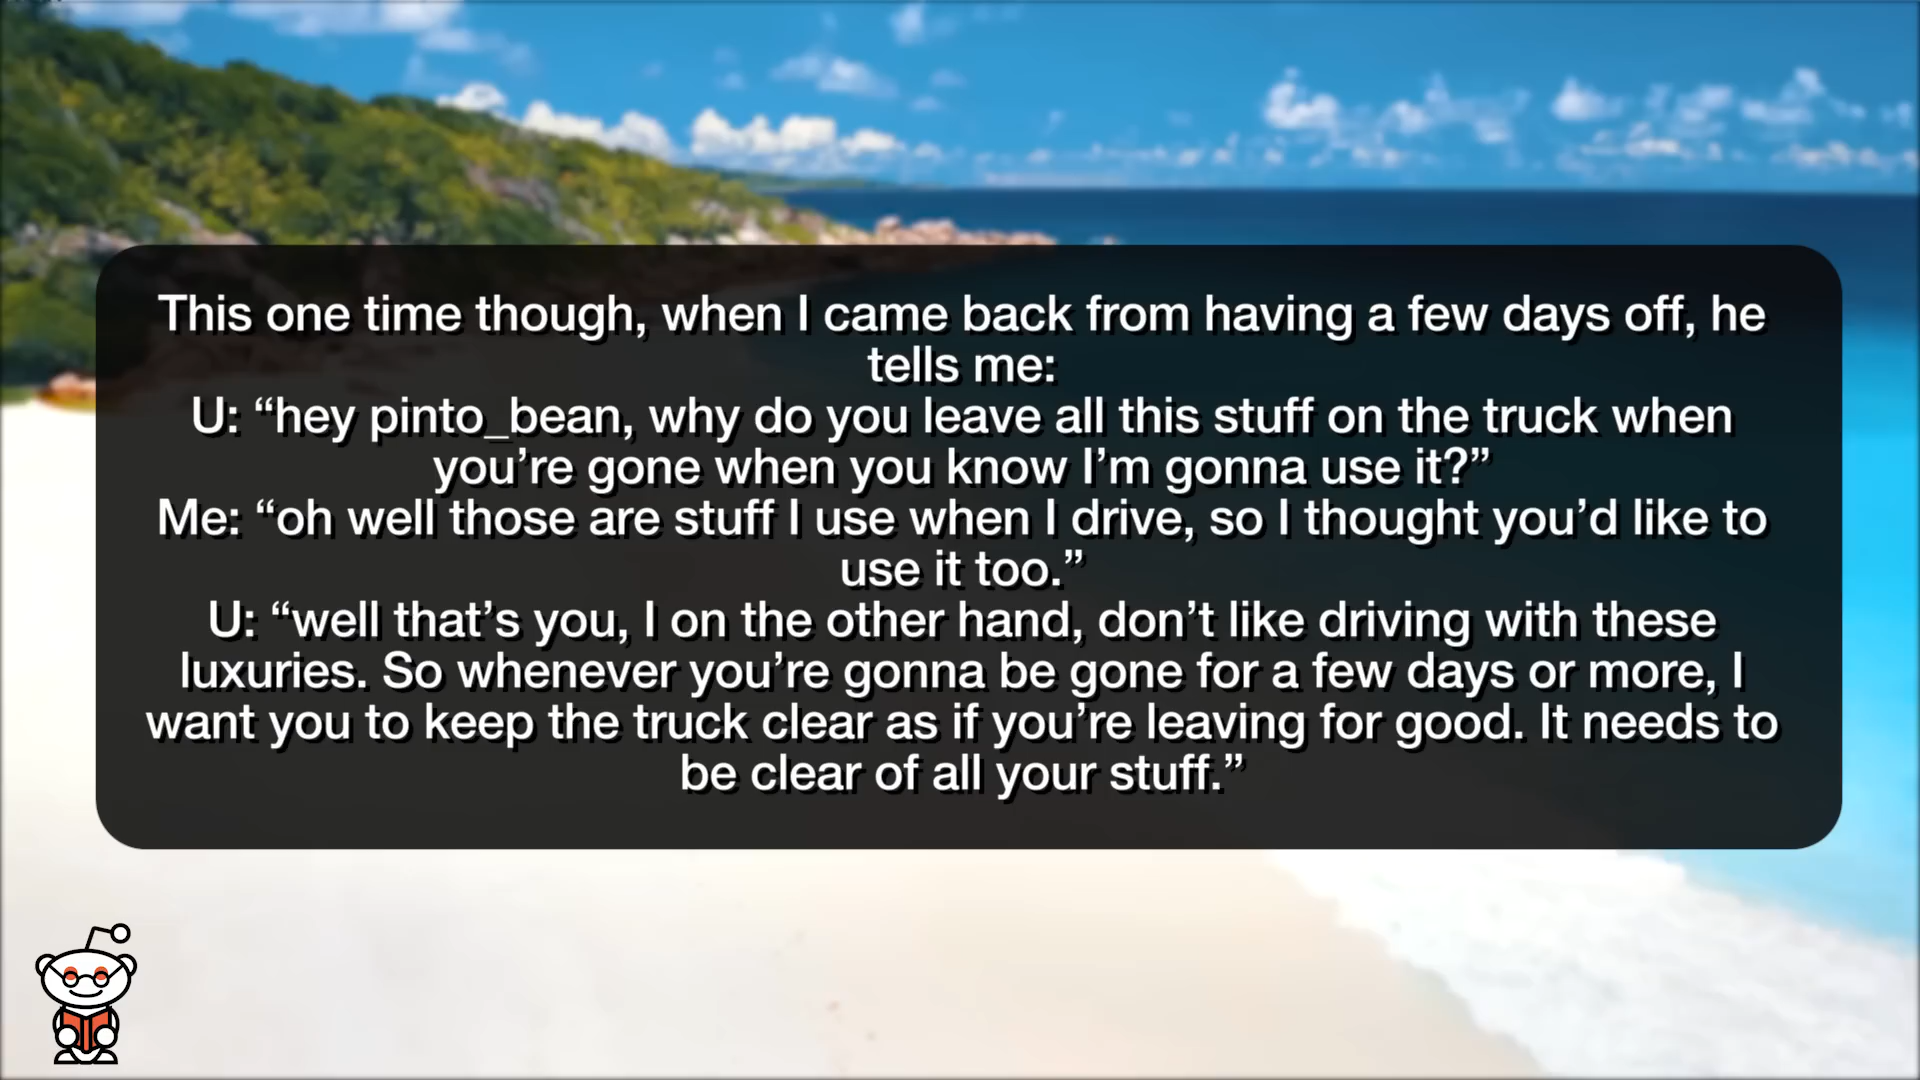 This one time though, when I came back from having a few days off, he
tells me:
U: “hey pinto_bean, why do you leave all this stuff on the truck when
you’re gone when you know I’m gonna use it?”
Me: “oh well those are stuff I use when I drive, so I thought you’d like to
use it too.”
U: “well that’s you, I on the other hand, don’t like driving with these
luxuries. So whenever you’re gonna be gone for a few days or more, I
want you to keep the truck clear as if you’re leaving for good. It needs to
be clear of all your stuff.”